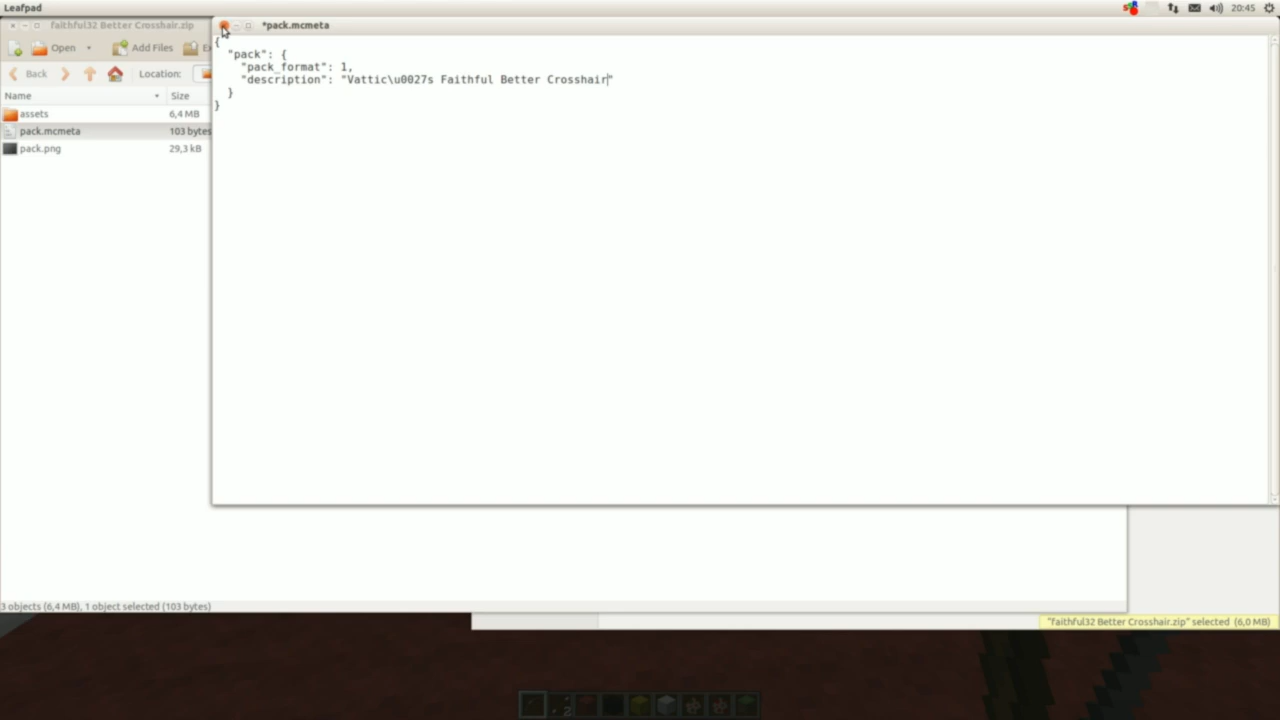 Leafpad
20:45
faithful32 Better Crosshair.zip
*pack.mcmeta
Open
Add Files
Ex
Back
Location:
Name
Size
assets
6,4 MB
pack.mcmeta
103 bytes
pack.png
29,3 kB
{
"pack": {
"pack_format": 1,
"description": "Vattic\u0027s Faithful Better Crosshair"
}
}
3 objects (6,4 MB), 1 object selected (103 bytes)
"faithful32 Better Crosshair.zip" selected (6,0 MB)
2